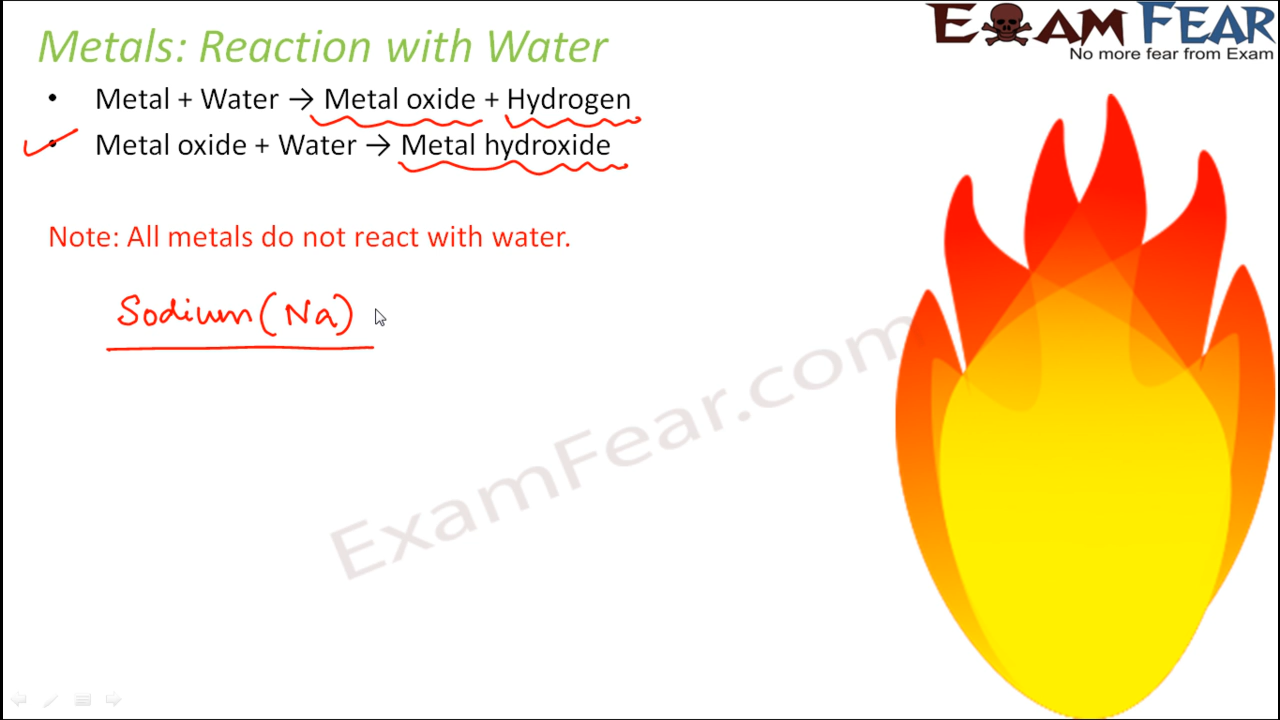 Metals: Reaction with Water
EXAM FEAR
No more fear from Exam
• Metal + Water → Metal oxide + Hydrogen
• Metal oxide + Water → Metal hydroxide
Note: All metals do not react with water.
Sodium (Na)
ExamFear.com